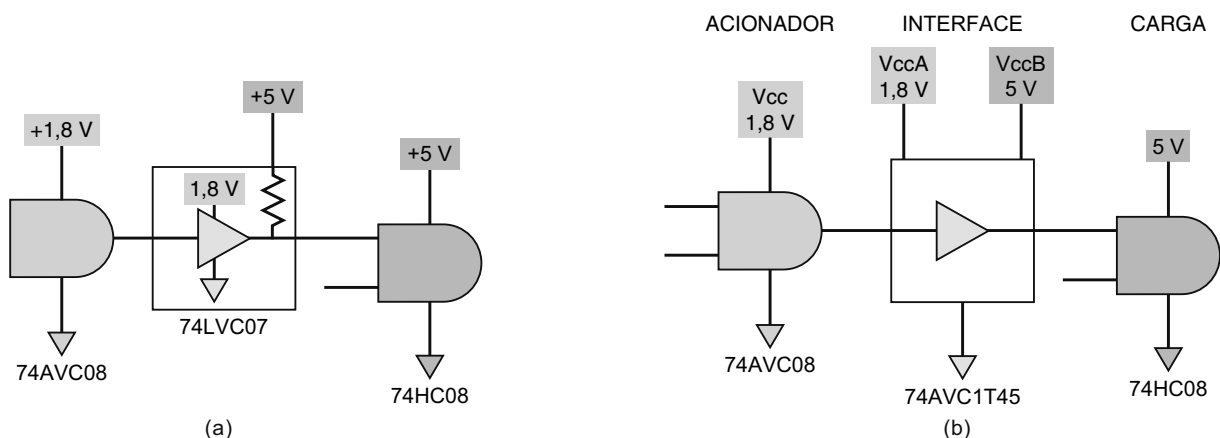 +1,8 V
+5 V
1,8 V
+5 V
74LVC07
74AVC08
74HC08
(a)
ACIONADOR
INTERFACE
CARGA
Vcc
1,8 V
VccA
1,8 V
VccB
5 V
5 V
74AVC08
74AVC1T45
74HC08
(b)